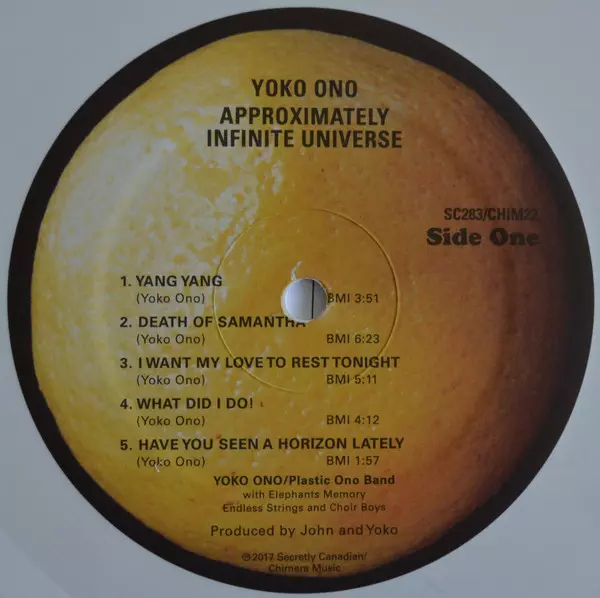 YOKO ONO
APPROXIMATELY
INFINITE UNIVERSE
SC283/CHIM22
Side One
1. YANG YANG
(Yoko Ono) BMI 3:51
2. DEATH OF SAMANTHA
(Yoko Ono) BMI 6:23
3. I WANT MY LOVE TO REST TONIGHT
(Yoko Ono) BMI 5:11
4. WHAT DID I DO!
(Yoko Ono) BMI 4:12
5. HAVE YOU SEEN A HORIZON LATELY
(Yoko Ono) BMI 1:57
YOKO ONO/Plastic Ono Band
with Elephants Memory
Endless Strings and Choir Boys
Produced by John and Yoko
℗2017 Secretly Canadian/
Chimera Music